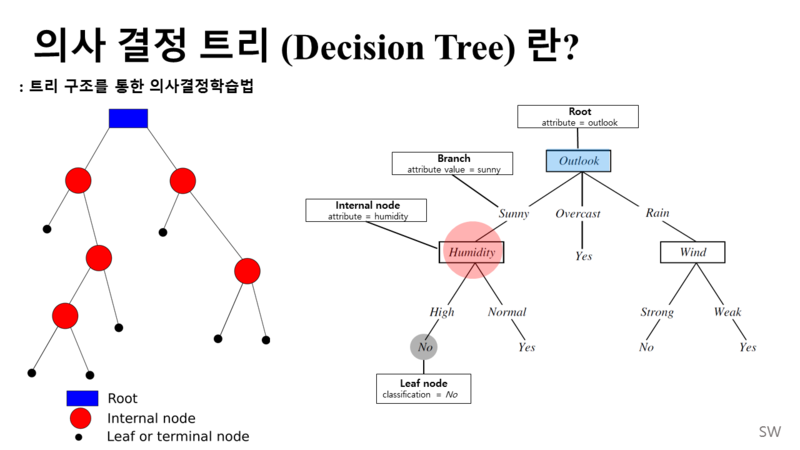 의사 결정 트리 (Decision Tree) 란?
: 트리 구조를 통한 의사결정학습법
Root
attribute = outlook
Outlook
Branch
attribute value = sunny
Internal node
attribute = humidity
Sunny
Overcast
Rain
Humidity
Yes
Wind
High
Normal
Strong
Weak
No
Yes
No
Yes
Leaf node
classification = No
Root
Internal node
Leaf or terminal node
SW